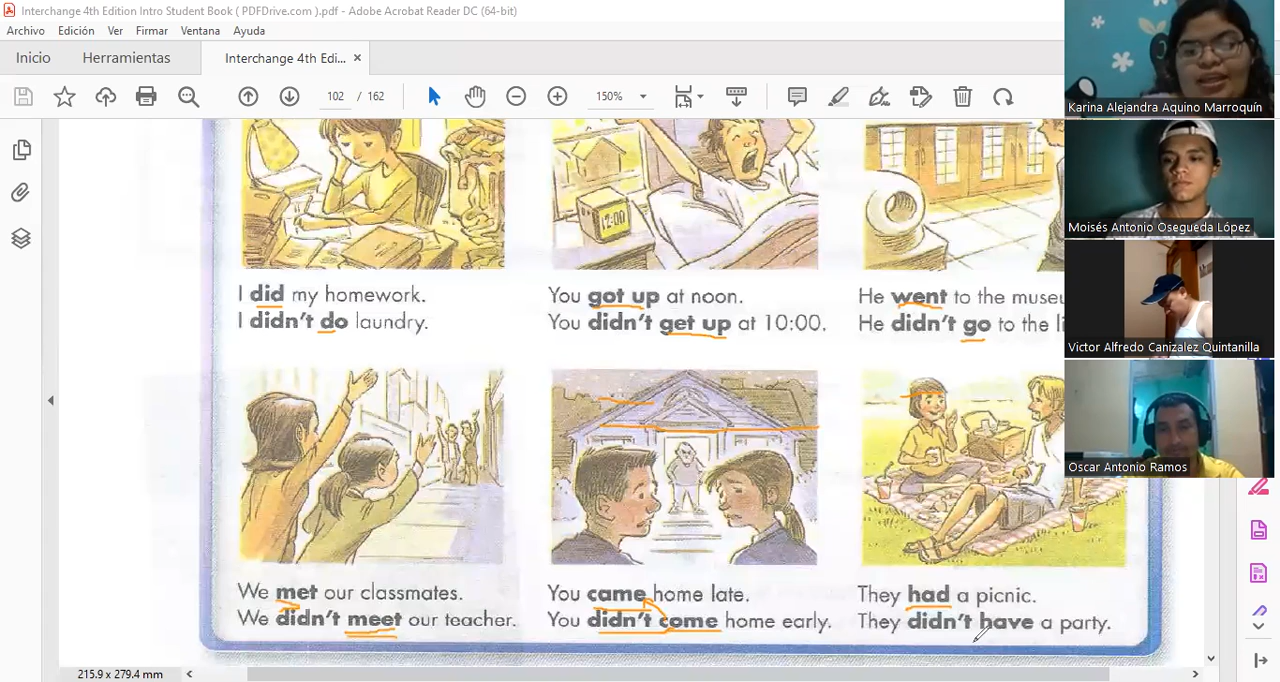 Interchange 4th Edition Intro Student Book ( PDFDrive.com ).pdf - Adobe Acrobat Reader DC (64-bit)
Archivo Edición Ver Firmar Ventana Ayuda
Inicio Herramientas Interchange 4th Edi... ×
102 / 162 150%
Karina Alejandra Aquino Marroquín
Moisés Antonio Osegueda López
Victor Alfredo Canizalez Quintanilla
Oscar Antonio Ramos
12:00
I did my homework.
I didn't do laundry.
You got up at noon.
You didn't get up at 10:00.
He went to the museu
He didn't go to the li
We met our classmates.
We didn't meet our teacher.
You came home late.
You didn't come home early.
They had a picnic.
They didn't have a party.
215.9 x 279.4 mm